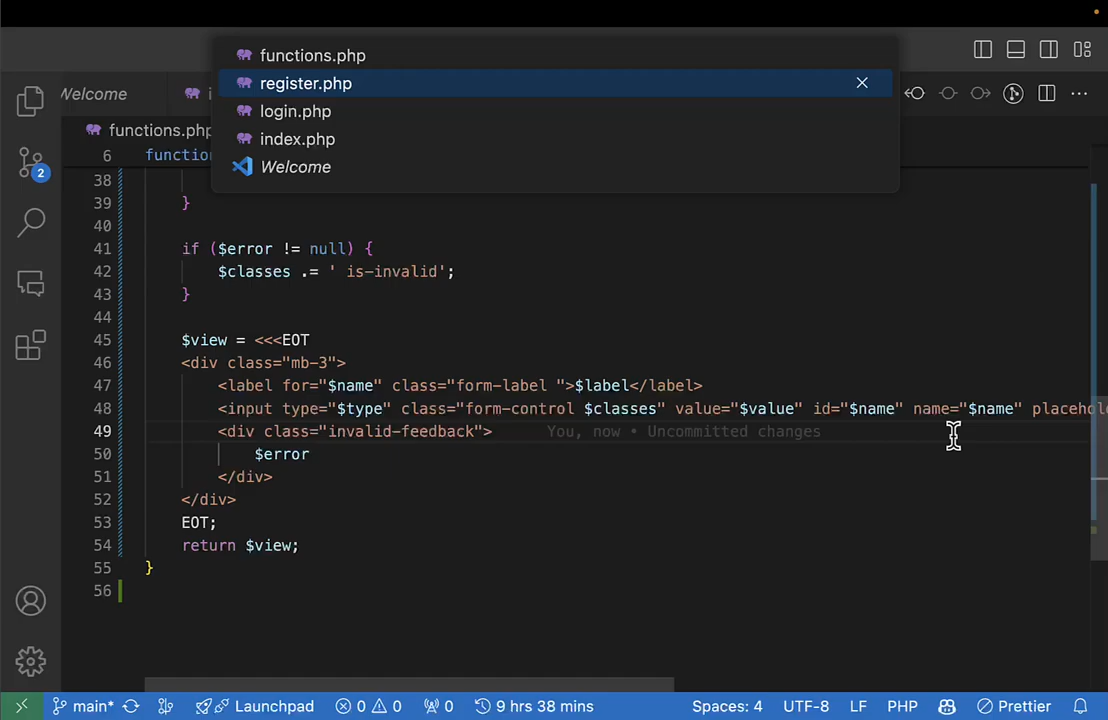 functions.php
register.php
login.php
index.php
Welcome
Welcome
functions.php
6 function
38
39 }
40
41 if ($error != null) {
42 $classes .= ' is-invalid';
43 }
44
45 $view = <<<EOT
46 <div class="mb-3">
47 <label for="$name" class="form-label ">$label</label>
48 <input type="$type" class="form-control $classes" value="$value" id="$name" name="$name" placeho
49 <div class="invalid-feedback"> You, now • Uncommitted changes
50 $error
51 </div>
52 </div>
53 EOT;
54 return $view;
55 }
56
2
main* Launchpad 0 0 0 9 hrs 38 mins Spaces: 4 UTF-8 LF PHP Prettier